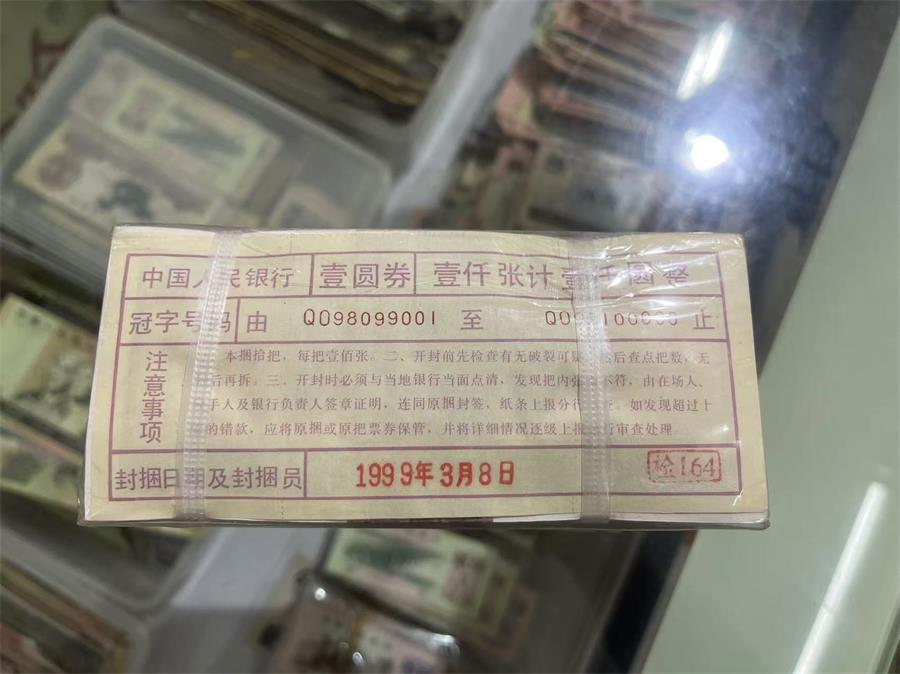 中国人民银行 壹圆券 壹仟张计壹仟圆整
冠字号码 由 Q098099001 至 止
注意事项
本捆拾把,每把壹佰张。二、开封前先检查有无破裂可疑 后查点把数,无
后再拆。三、开封时必须与当地银行当面点清,发现把内张 不符,由在场人、
手人及银行负责人签章证明,连同原捆封签,纸条上报分行 查。如发现超过十
的错款,应将原捆或原把票券保管,并将详细情况逐级上报 行审查处理
封捆日期及封捆员 1999年3月8日 检164